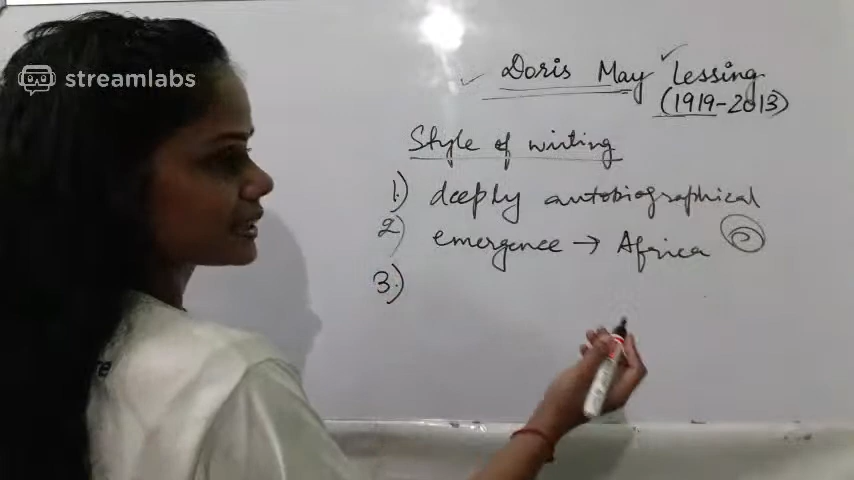 streamlabs
Doris May Lessing
(1919-2013)
Style of writing
1.) deeply autobiographical
2) emergence → Africa
3.)